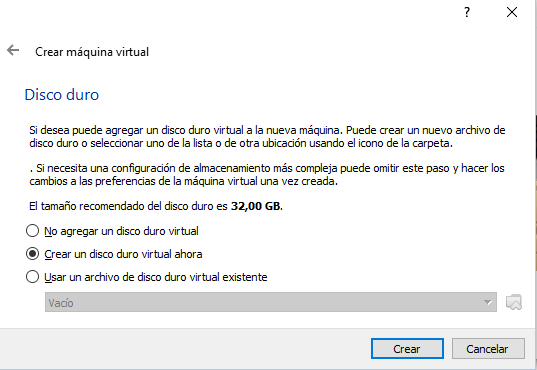 ?
Crear máquina virtual
Disco duro
Si desea puede agregar un disco duro virtual a la nueva máquina. Puede crear un nuevo archivo de
disco duro o seleccionar uno de la lista o de otra ubicación usando el icono de la carpeta.
. Si necesita una configuración de almacenamiento más compleja puede omitir este paso y hacer los
cambios a las preferencias de la máquina virtual una vez creada.
El tamaño recomendado del disco duro es 32,00 GB.
No agregar un disco duro virtual
Crear un disco duro virtual ahora
Usar un archivo de disco duro virtual existente
Vacío
Crear Cancelar